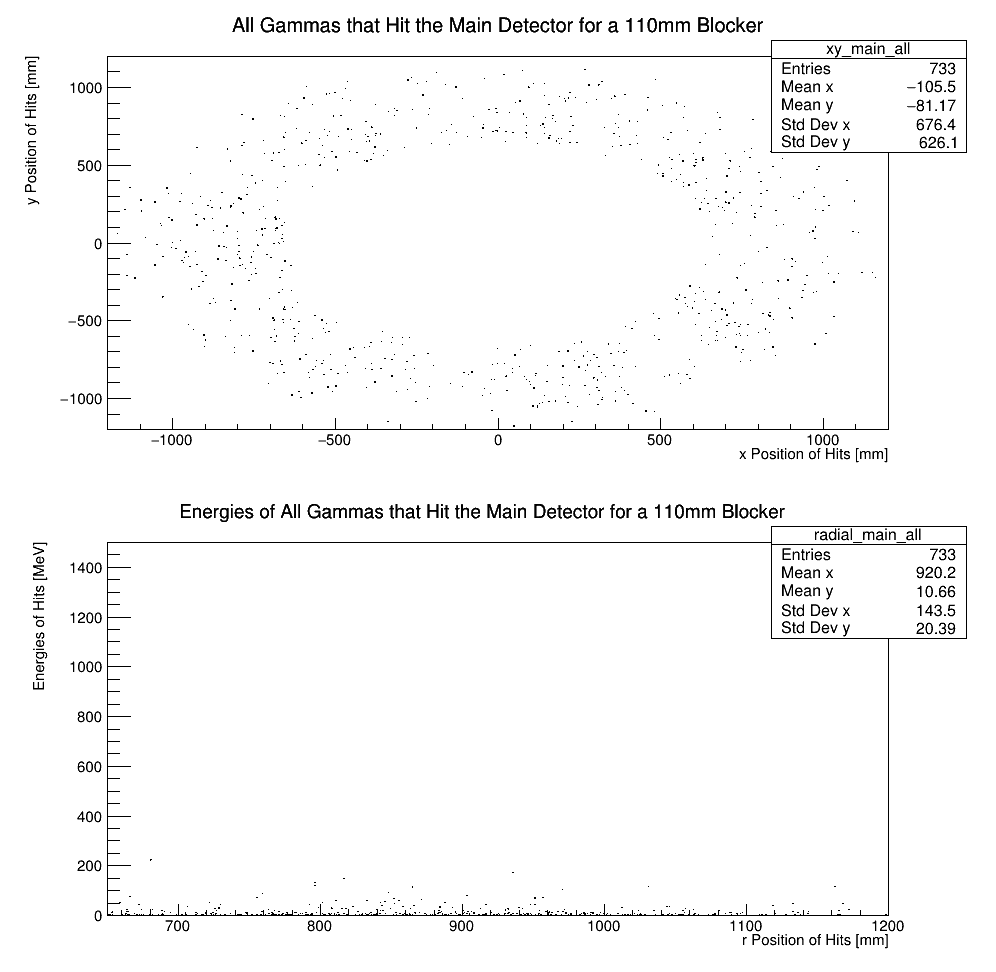 All Gammas that Hit the Main Detector for a 110mm Blocker
xy_main_all
Entries 733
Mean x −105.5
Mean y −81.17
Std Dev x 676.4
Std Dev y 626.1
y Position of Hits [mm]
1000
500
0
−500
−1000
−1000 −500 0 500 1000
x Position of Hits [mm]
Energies of All Gammas that Hit the Main Detector for a 110mm Blocker
radial_main_all
Entries 733
Mean x 920.2
Mean y 10.66
Std Dev x 143.5
Std Dev y 20.39
Energies of Hits [MeV]
1400
1200
1000
800
600
400
200
0
700 800 900 1000 1100 1200
r Position of Hits [mm]